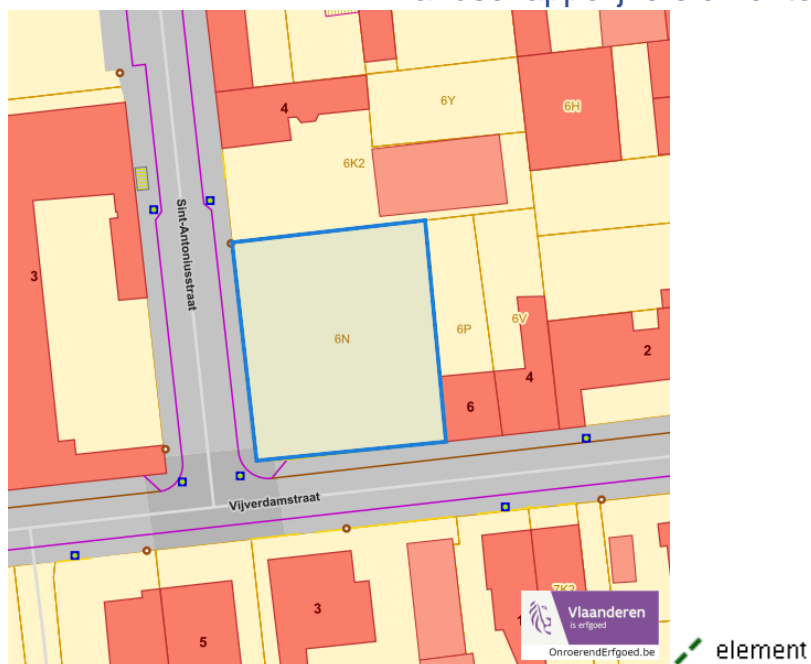 4
6Y
6H
6K2
Sint-Antoniusstraat
3
6N
6P
6V
2
4
6
Vijverdamstraat
3
5
Vlaanderen
is erfgoed
OnroerendErfgoed.be
element